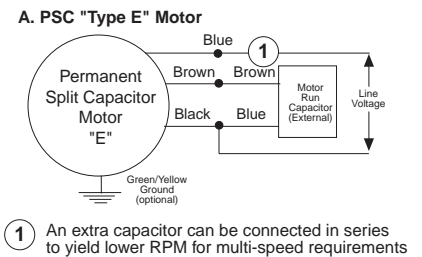 A. PSC "Type E" Motor
Blue
1
Brown Brown
Permanent
Split Capacitor
Motor
"E"
Motor
Run
Capacitor
(External)
Line
Voltage
Black Blue
Green/Yellow
Ground
(optional)
1 An extra capacitor can be connected in series
to yield lower RPM for multi-speed requirements